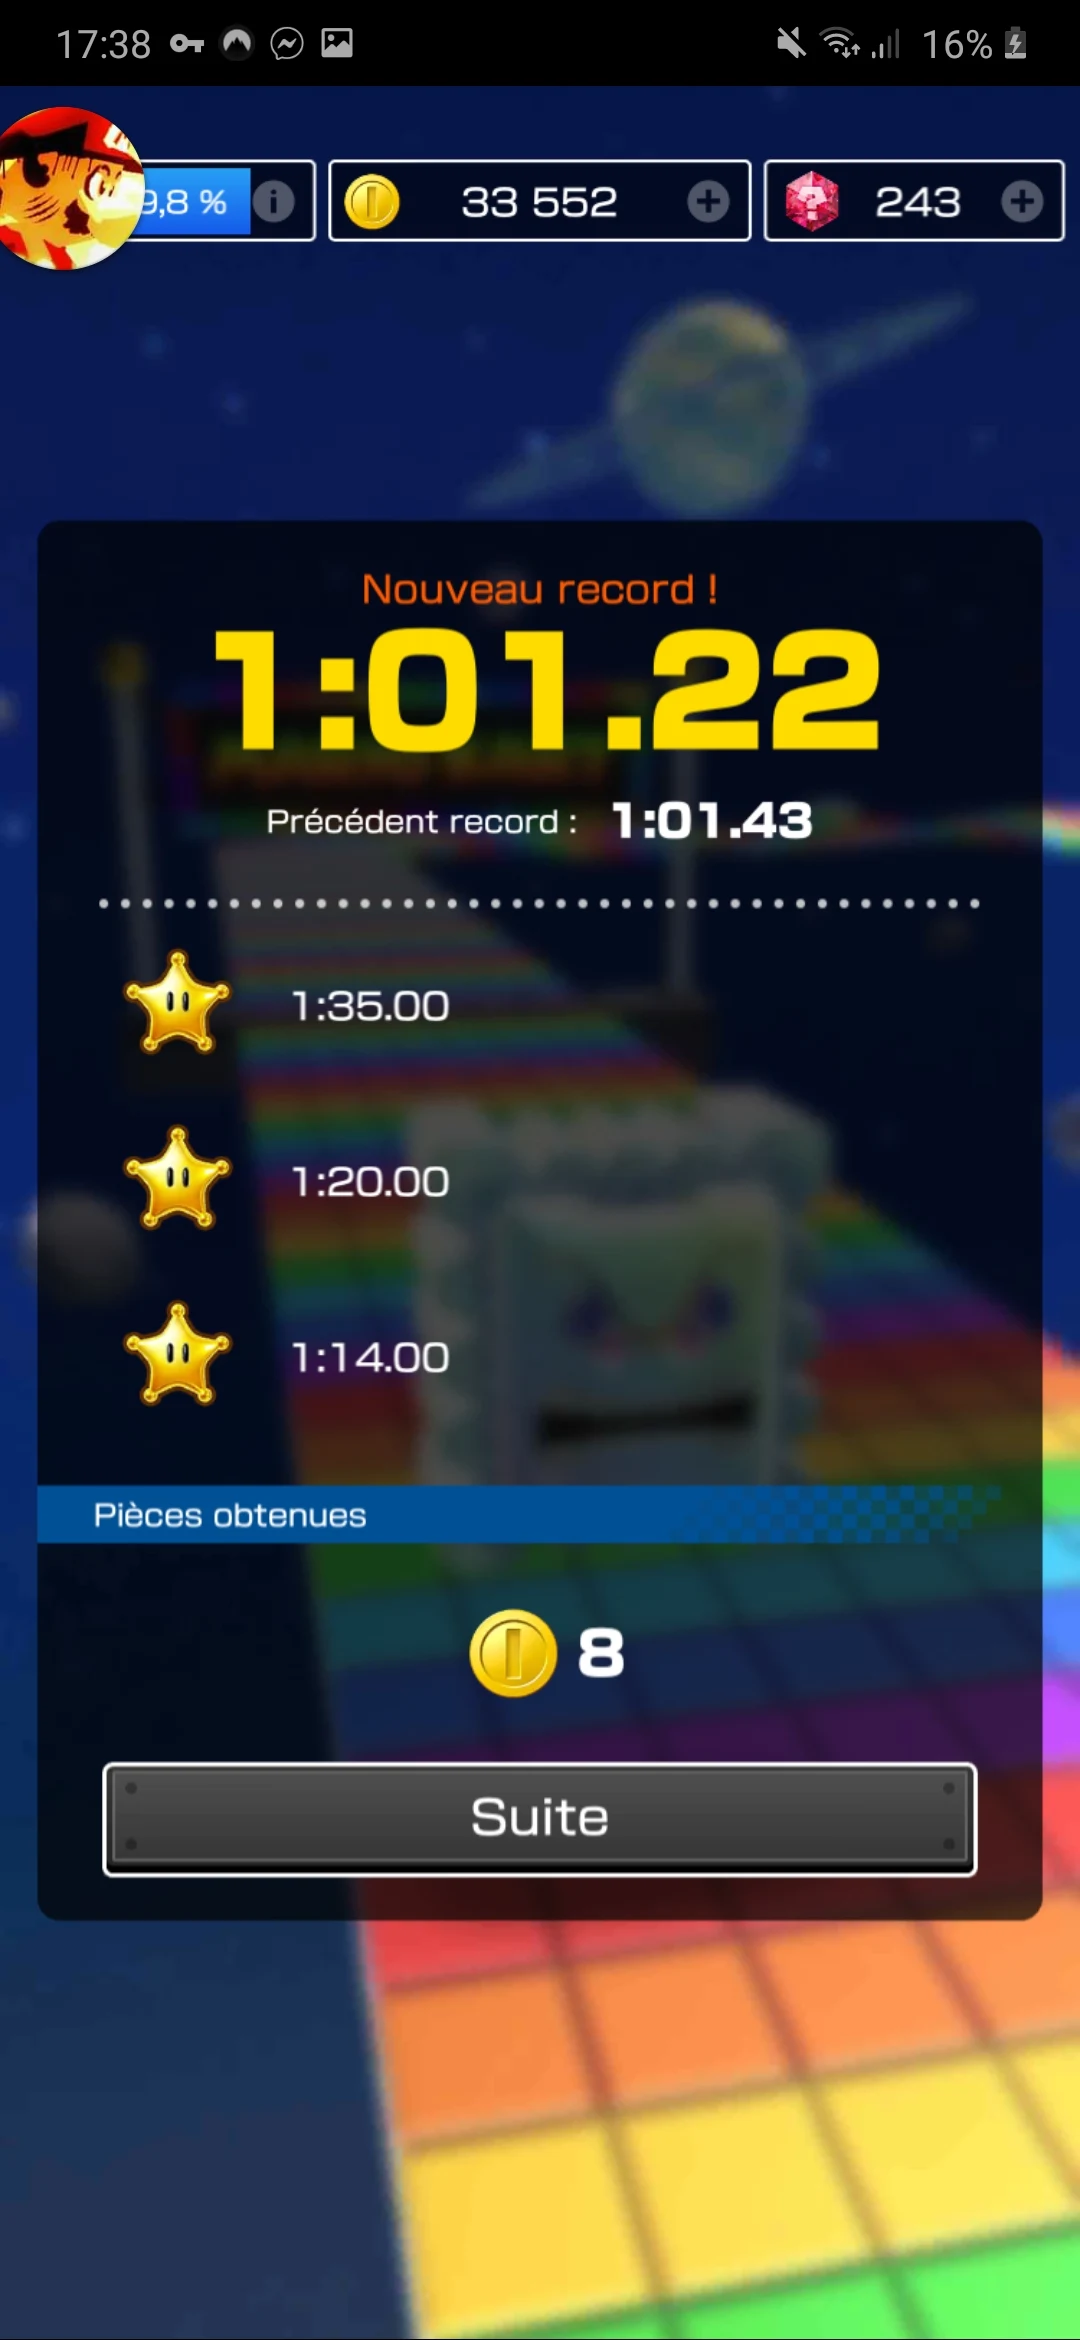 17:38 16%
9,8 % i 33 552 + 243 +
Nouveau record !
1:01.22
Précédent record : 1:01.43
1:35.00
1:20.00
1:14.00
Pièces obtenues
8
Suite